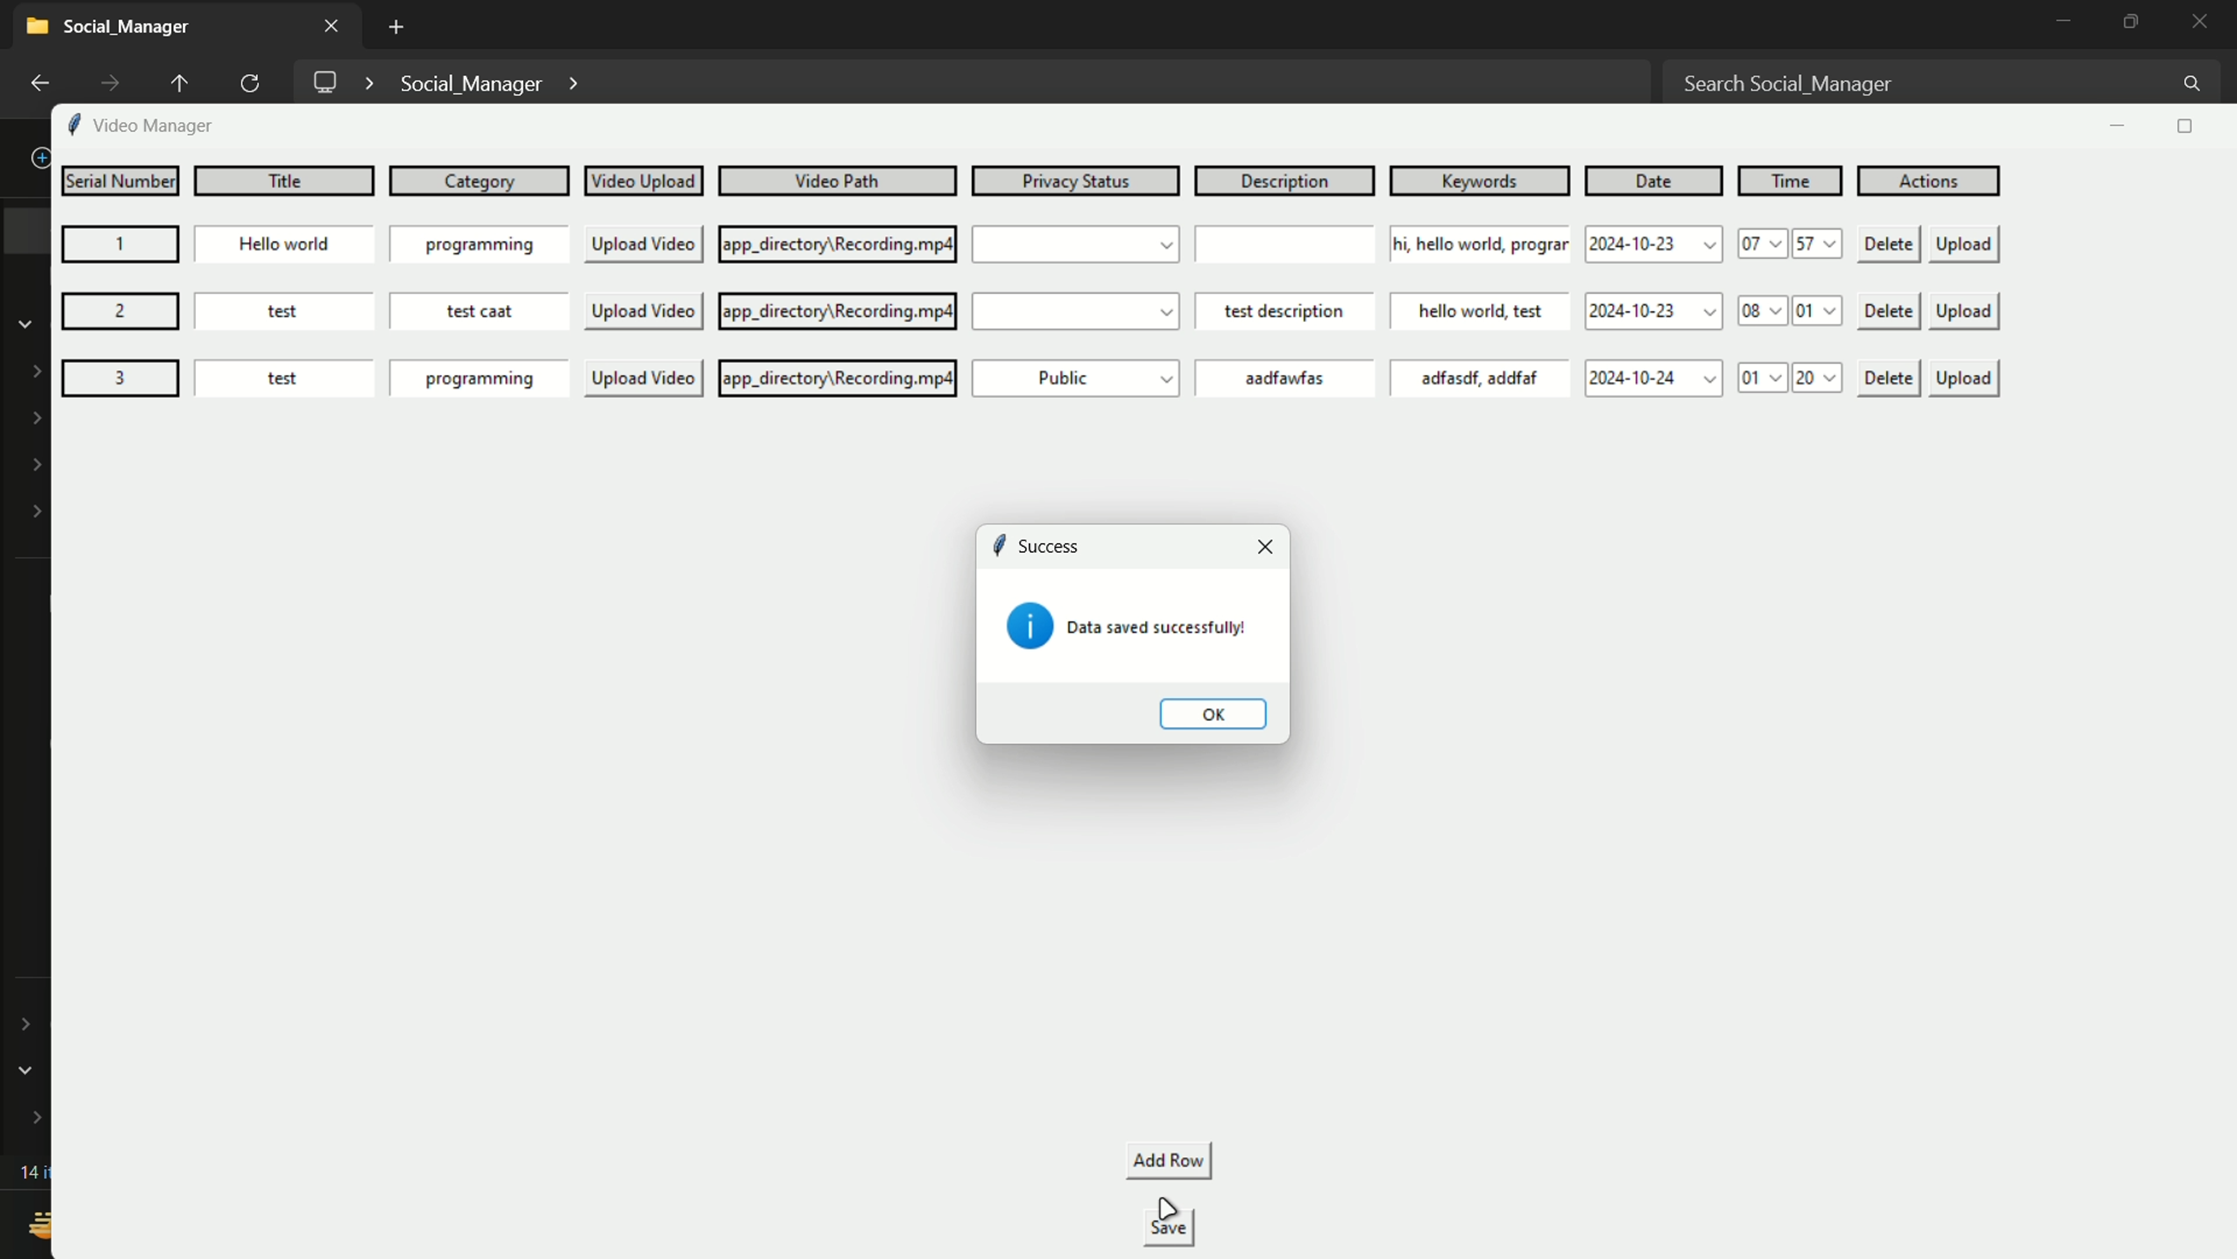 Social_Manager
Social_Manager
Search Social_Manager
Video Manager
Serial Number Title Category Video Upload Video Path Privacy Status Description Keywords Date Time Actions
1 Hello world programming Upload Video app_directory\Recording.mp4 hi, hello world, program 2024-10-23 07 57 Delete Upload
2 test test caat Upload Video app_directory\Recording.mp4 test description hello world, test 2024-10-23 08 01 Delete Upload
3 test programming Upload Video app_directory\Recording.mp4 Public aadfawfas adfasdf, addfaf 2024-10-24 01 20 Delete Upload
Success
Data saved successfully!
OK
Add Row
14
Save